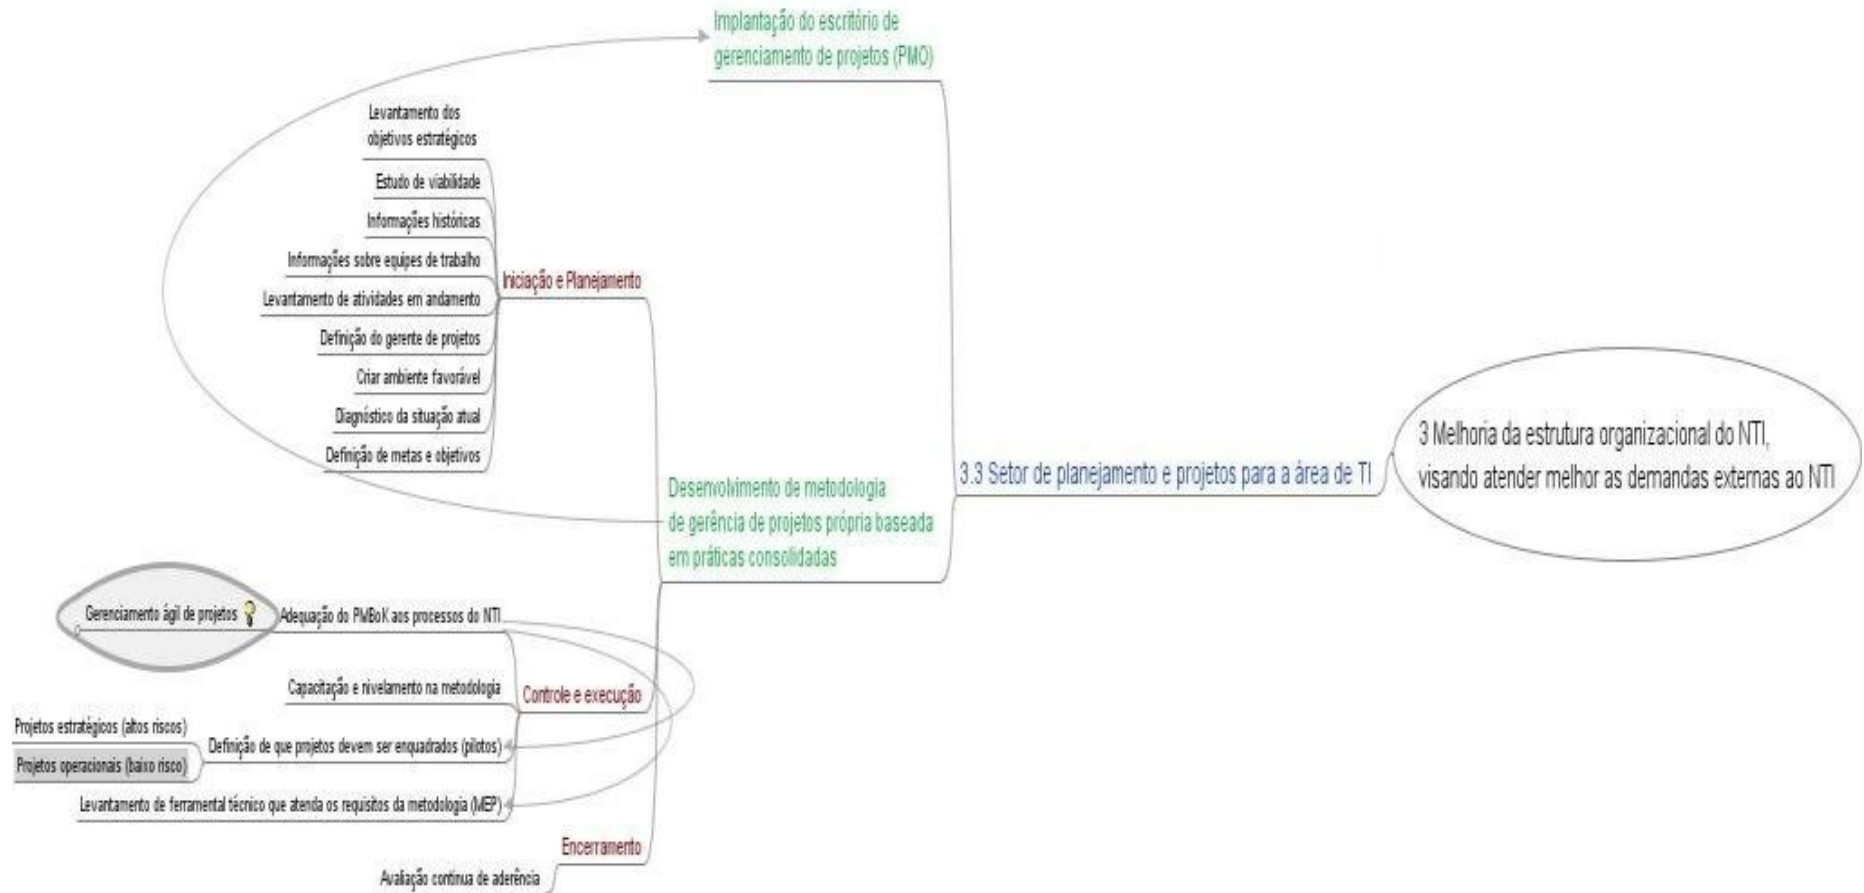 Implantação do escritório de
gerenciamento de projetos (PMO)
Levantamento dos
objetivos estratégicos
Estudo de viabilidade
Informações históricas
Informações sobre equipes de trabalho
Levantamento de atividades em andamento
Definição do gerente de projetos
Criar ambiente favorável
Diagnóstico da situação atual
Definição de metas e objetivos
Iniciação e Planejamento
Desenvolvimento de metodologia
de gerência de projetos própria baseada
em práticas consolidadas
3.3 Setor de planejamento e projetos para a área de TI
3 Melhoria da estrutura organizacional do NTI,
visando atender melhor as demandas externas ao NTI
Gerenciamento ágil de projetos
Adequação do PMBoK aos processos do NTI
Capacitação e nivelamento na metodologia
Controle e execução
Projetos estratégicos (altos riscos)
Projetos operacionais (baixo risco)
Definição de que projetos devem ser enquadrados (pilotos)
Levantamento de ferramental técnico que atenda os requisitos da metodologia (MEP)
Encerramento
Avaliação contínua de aderência